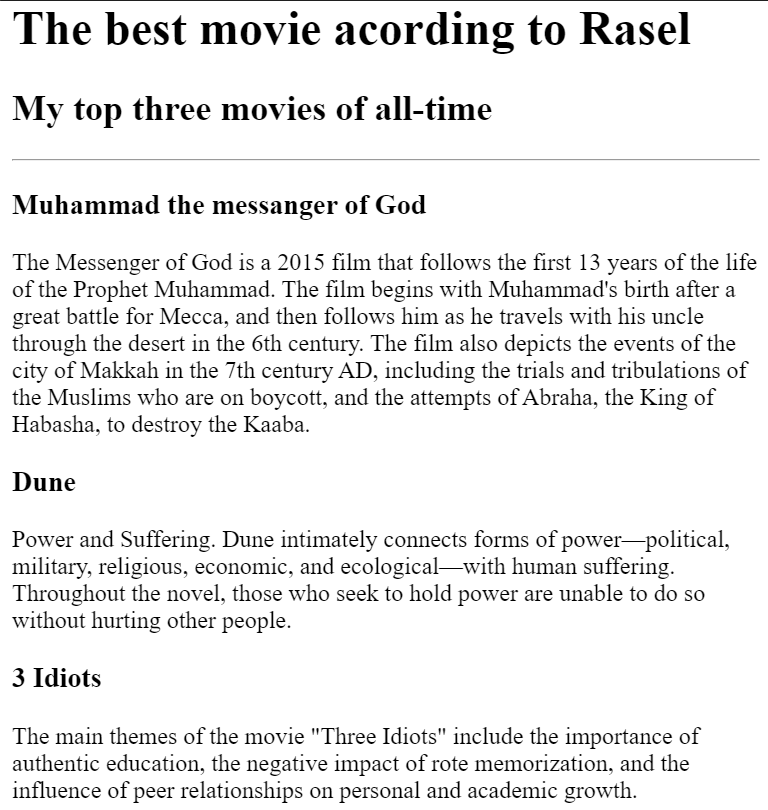 The best movie acording to Rasel
My top three movies of all-time
Muhammad the messanger of God
The Messenger of God is a 2015 film that follows the first 13 years of the life
of the Prophet Muhammad. The film begins with Muhammad's birth after a
great battle for Mecca, and then follows him as he travels with his uncle
through the desert in the 6th century. The film also depicts the events of the
city of Makkah in the 7th century AD, including the trials and tribulations of
the Muslims who are on boycott, and the attempts of Abraha, the King of
Habasha, to destroy the Kaaba.
Dune
Power and Suffering. Dune intimately connects forms of power—political,
military, religious, economic, and ecological—with human suffering.
Throughout the novel, those who seek to hold power are unable to do so
without hurting other people.
3 Idiots
The main themes of the movie "Three Idiots" include the importance of
authentic education, the negative impact of rote memorization, and the
influence of peer relationships on personal and academic growth.